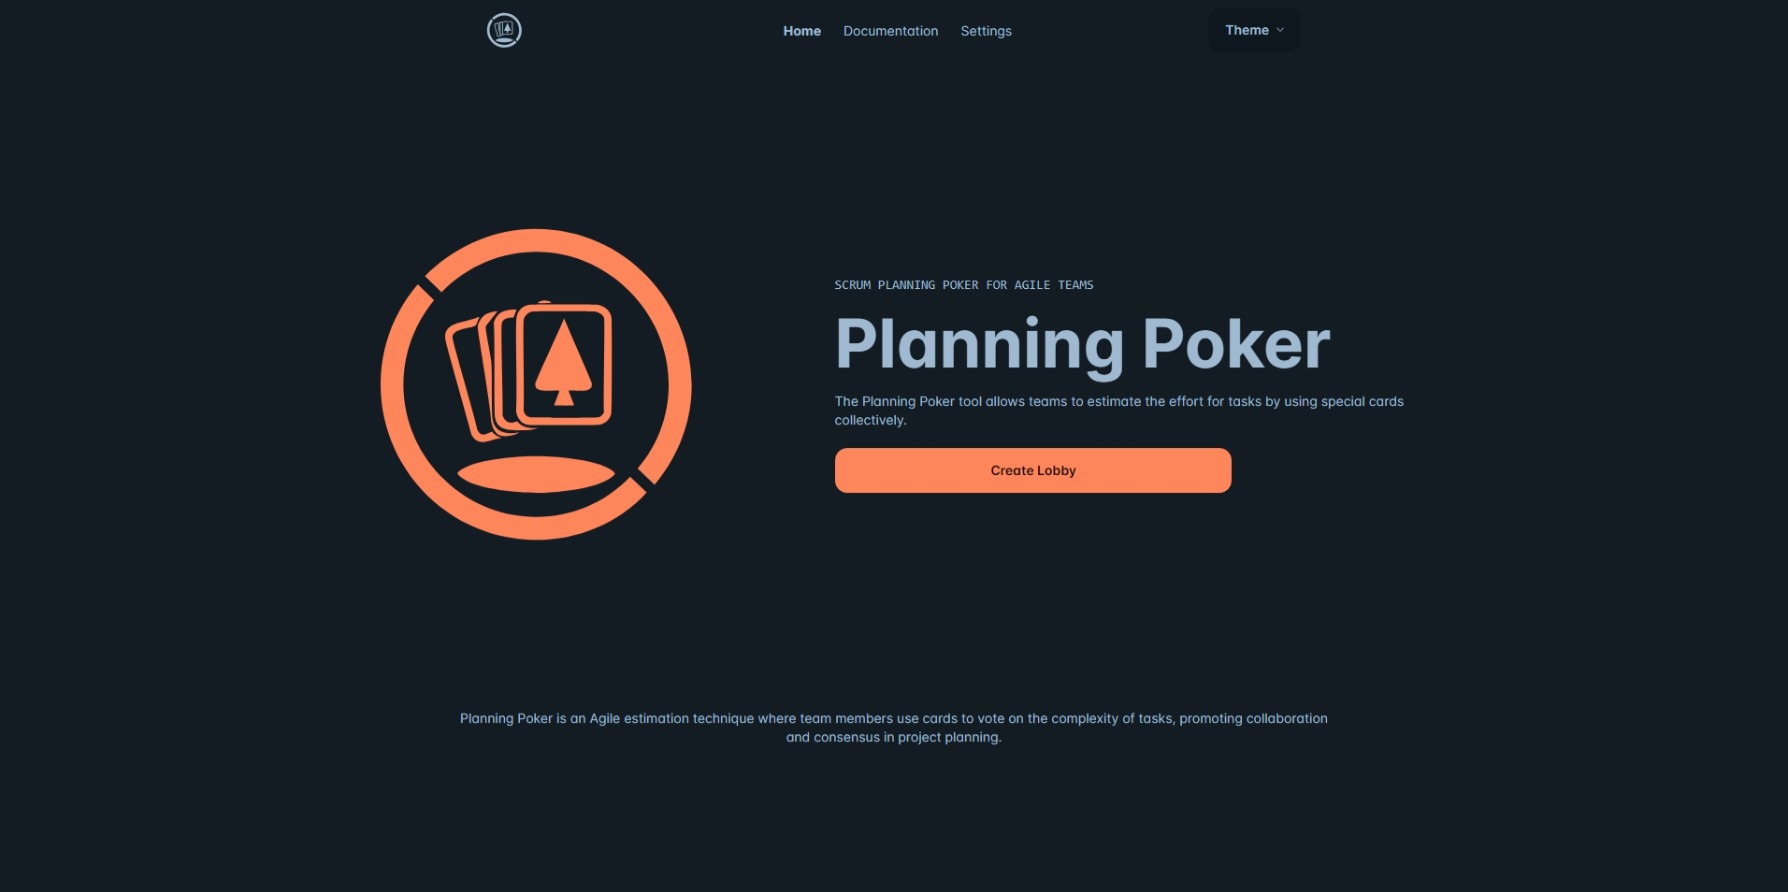 Home Documentation Settings Theme
SCRUM PLANNING POKER FOR AGILE TEAMS
Planning Poker
The Planning Poker tool allows teams to estimate the effort for tasks by using special cards
collectively.
Create Lobby
Planning Poker is an Agile estimation technique where team members use cards to vote on the complexity of tasks, promoting collaboration
and consensus in project planning.